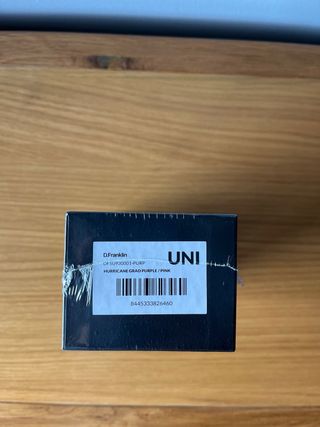 D.Franklin
UNI
HURRICANE GRAD PURPLE / PINK
8445333826460